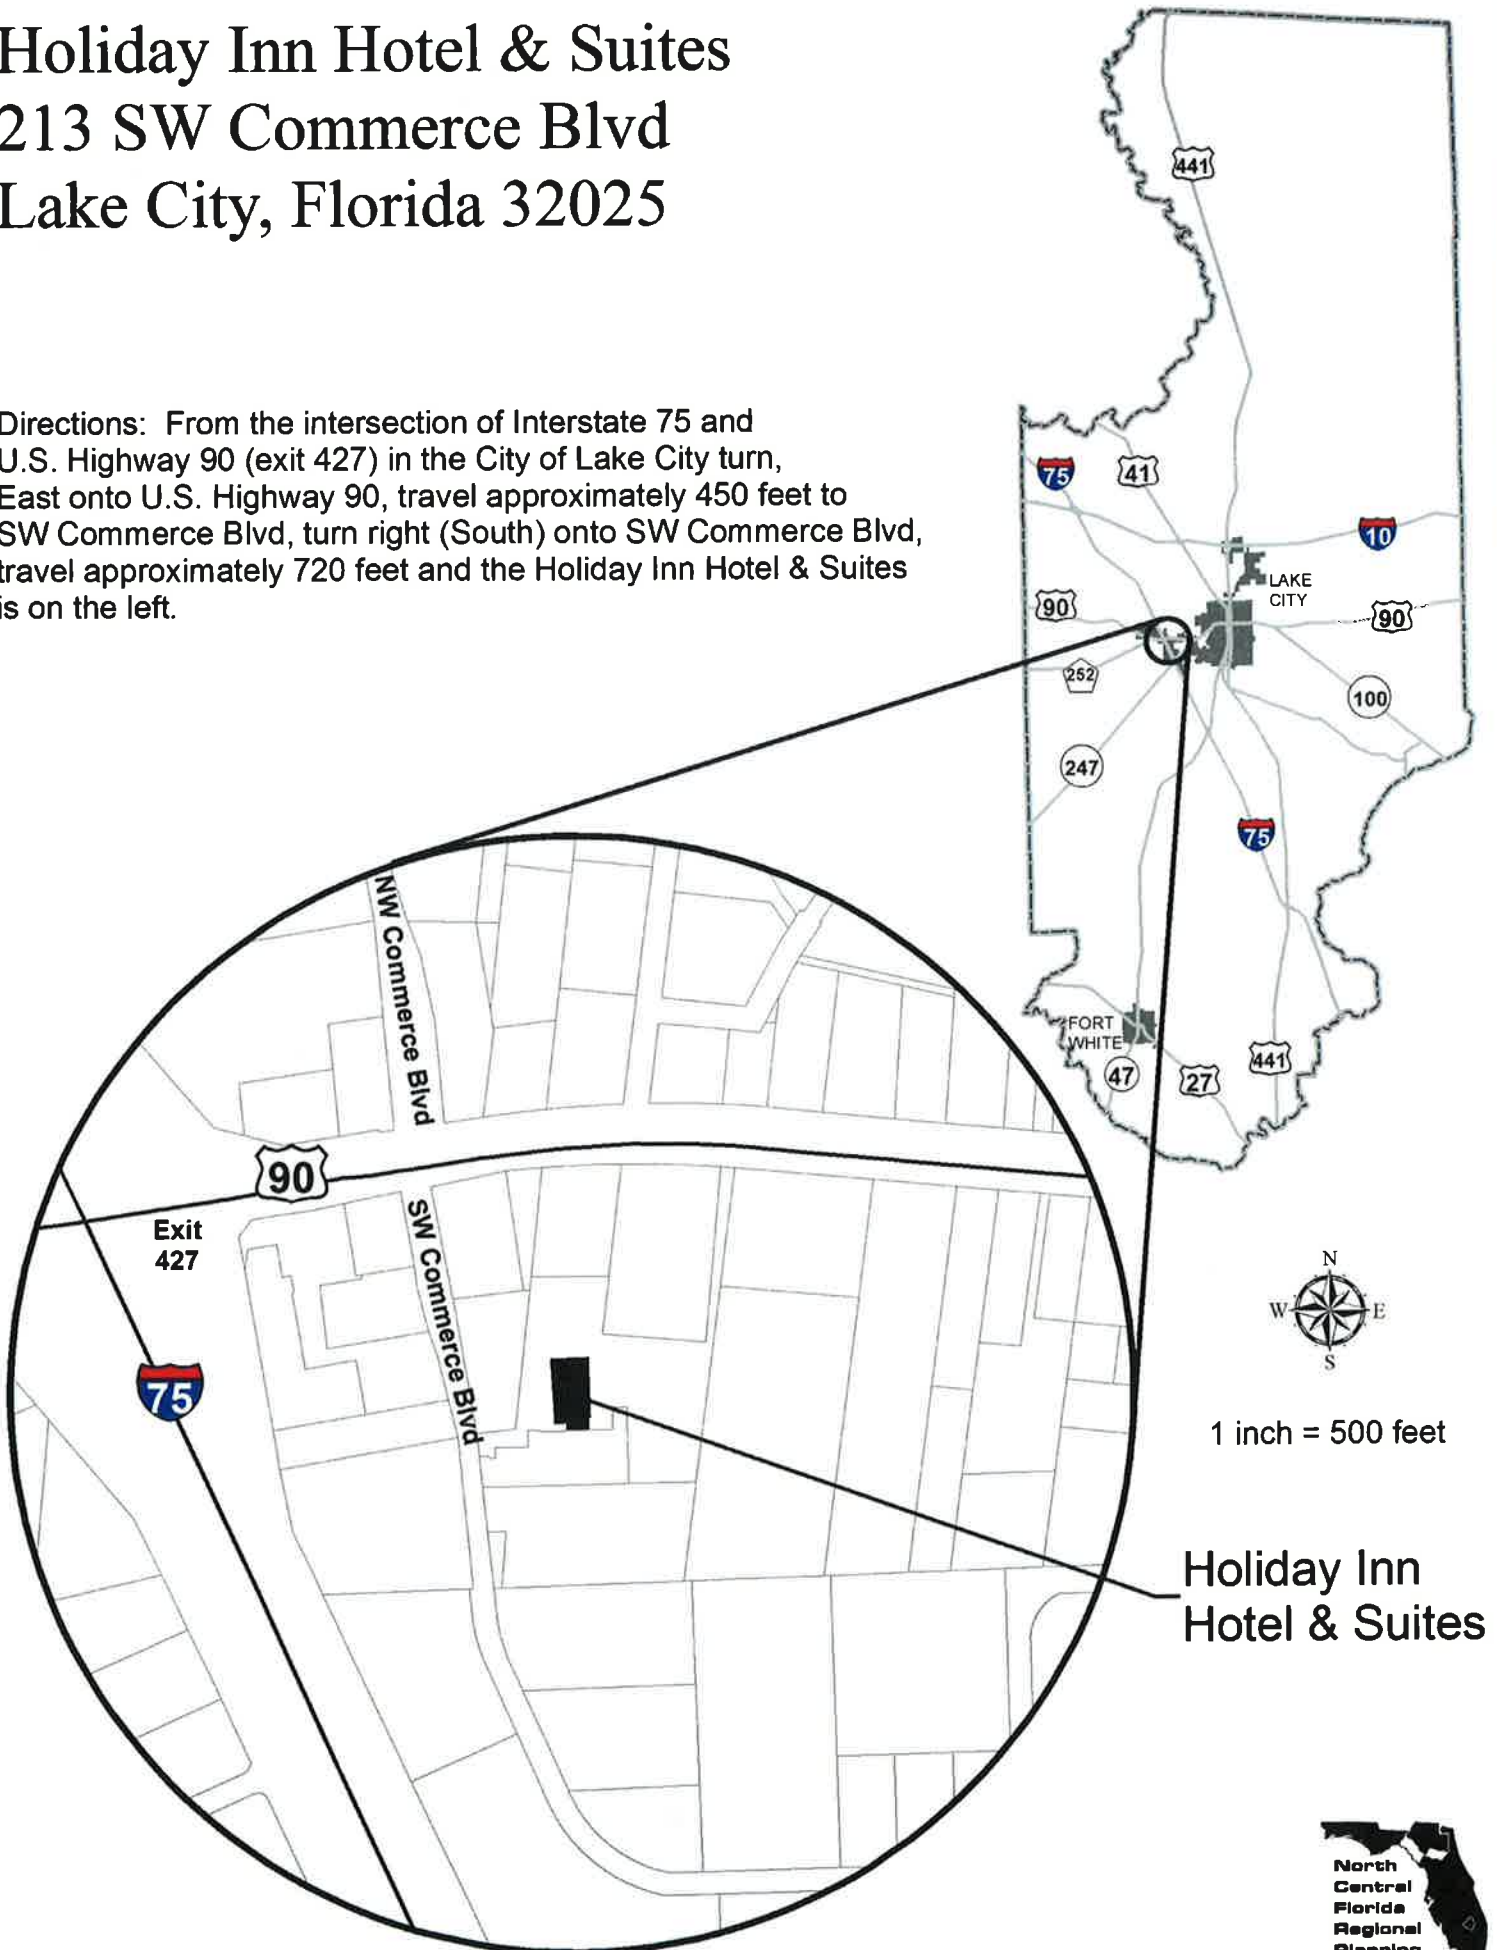 Holiday Inn Hotel & Suites
213 SW Commerce Blvd
Lake City, Florida 32025
Directions: From the intersection of Interstate 75 and
U.S. Highway 90 (exit 427) in the City of Lake City turn,
East onto U.S. Highway 90, travel approximately 450 feet to
SW Commerce Blvd, turn right (South) onto SW Commerce Blvd,
travel approximately 720 feet and the Holiday Inn Hotel & Suites
is on the left.
441
75
41
10
LAKE
CITY
90
90
252
100
247
75
FORT
WHITE
47
27
441
NW Commerce Blvd
90
Exit
427
SW Commerce Blvd
75
N
W
E
S
1 inch = 500 feet
Holiday Inn
Hotel & Suites
North
Central
Florida
Regional
Planning